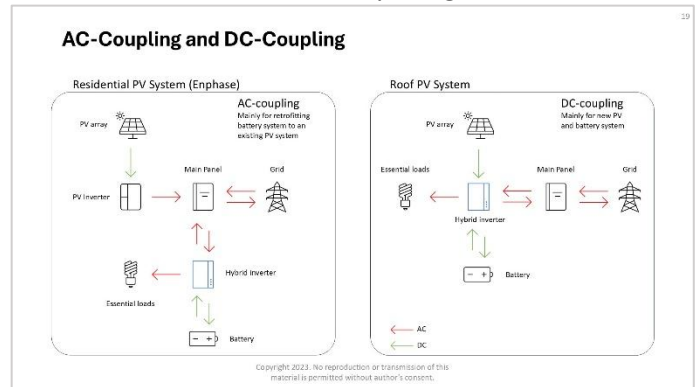 19
AC-Coupling and DC-Coupling
Residential PV System (Enphase)
AC-coupling
Mainly for retrofitting
battery system to an
existing PV system
PV array
Main Panel
Grid
PV Inverter
Hybrid inverter
Essential loads
Battery
Roof PV System
DC-coupling
Mainly for new PV
and battery system
PV array
Essential loads
Main Panel
Grid
Hybrid inverter
Battery
AC
DC
Copyright 2023. No reproduction or transmission of this
material is permitted without author's consent.